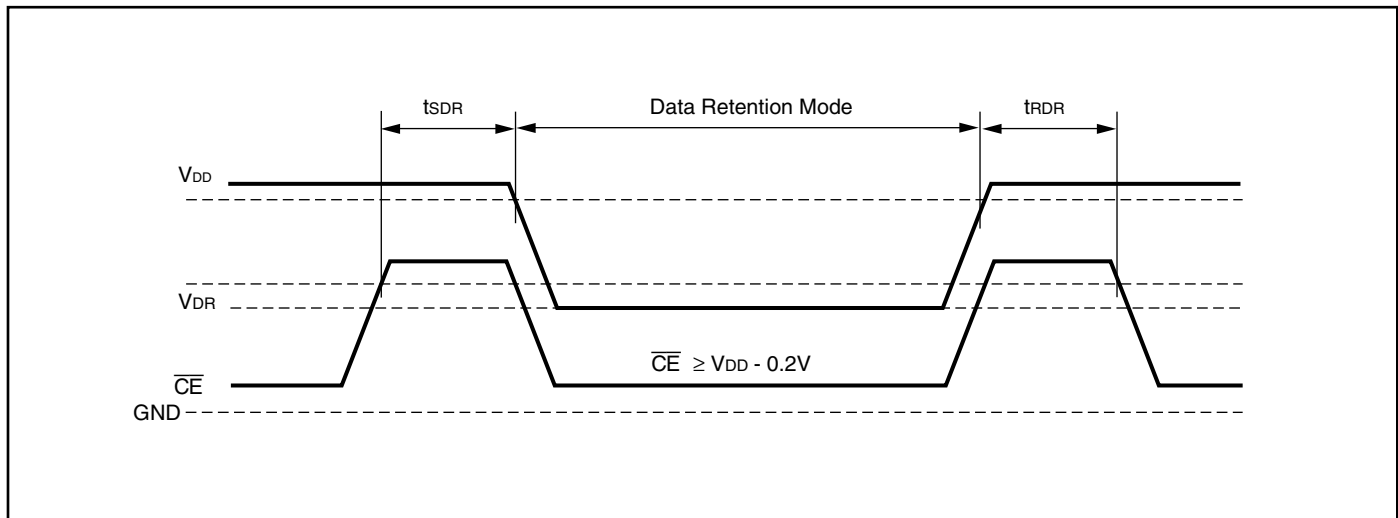 tSDR Data Retention Mode tRDR
VDD
VDR
CE ≥ VDD - 0.2V
CE
GND